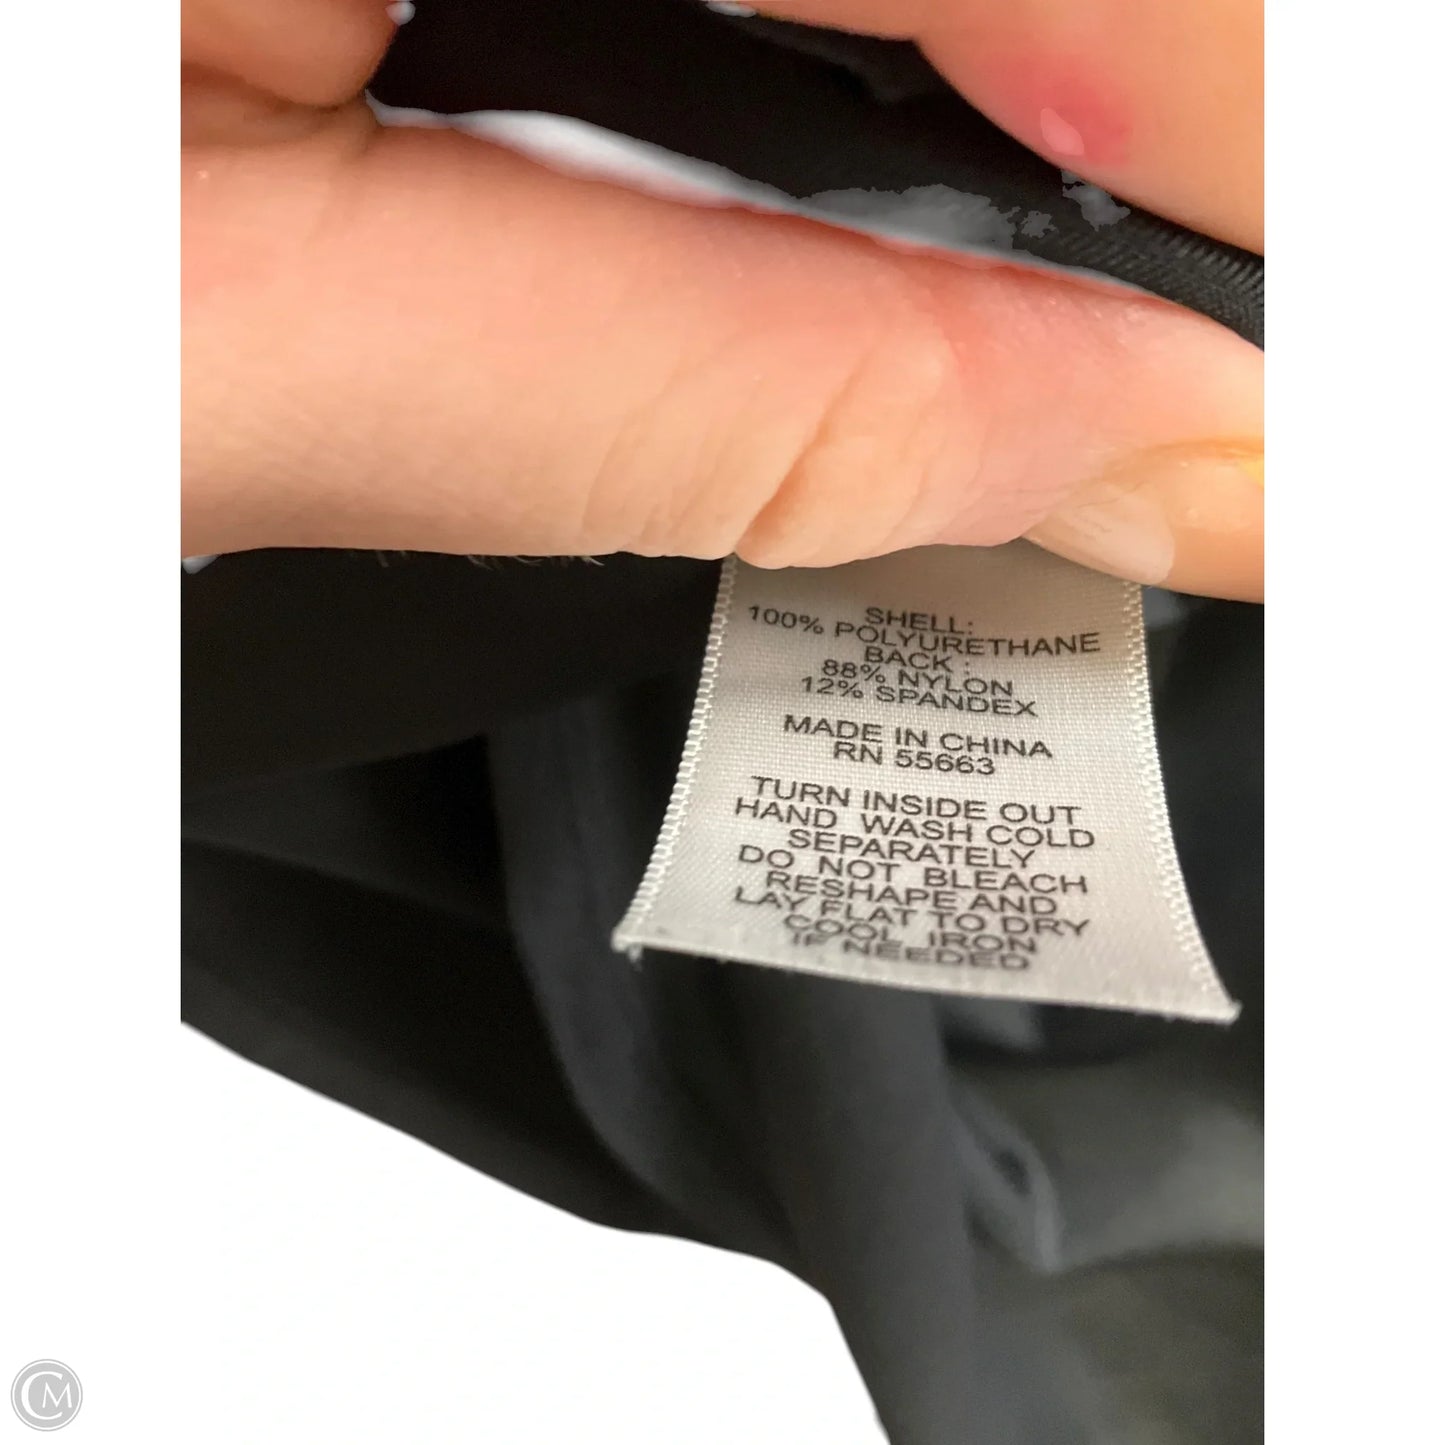 SHELL:
100% POLYURETHANE
BACK :
88% NYLON
12% SPANDEX
MADE IN CHINA
RN 55663
TURN INSIDE OUT
HAND WASH COLD
SEPARATELY
DO NOT BLEACH
RESHAPE AND
LAY FLAT TO DRY
COOL IRON
IF NEEDED
CM